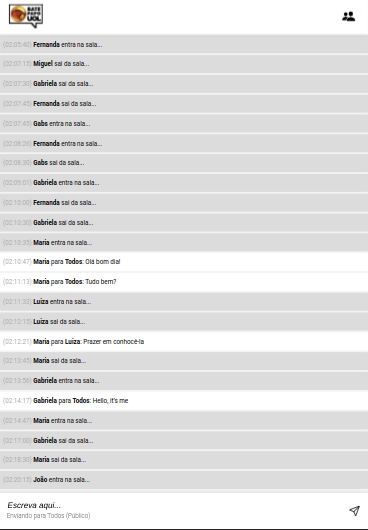 BATE
PAPO
UOL
(02:05:40) Fernanda entra na sala...
(02:07:15) Miguel sai da sala...
(02:07:30) Gabriela sai da sala...
(02:07:45) Fernanda sai da sala...
(02:07:45) Gabs entra na sala...
(02:08:20) Fernanda entra na sala...
(02:08:30) Gabs sai da sala...
(02:09:01) Gabriela entra na sala...
(02:10:00) Fernanda sai da sala...
(02:10:30) Gabriela sai da sala...
(02:10:35) Maria entra na sala...
(02:10:47) Maria para Todos: Olá bom dia!
(02:11:13) Maria para Todos: Tudo bem?
(02:11:33) Luiza entra na sala...
(02:12:15) Luiza sai da sala...
(02:12:21) Maria para Luiza: Prazer em conhocê-la
(02:13:45) Maria sai da sala...
(02:13:56) Gabriela entra na sala...
(02:14:17) Gabriela para Todos: Hello, it's me
(02:14:47) Maria entra na sala...
(02:17:00) Gabriela sai da sala...
(02:18:30) Maria sai da sala...
(02:20:15) João entra na sala...
Escreva aqui...
Enviando para Todos (Público)